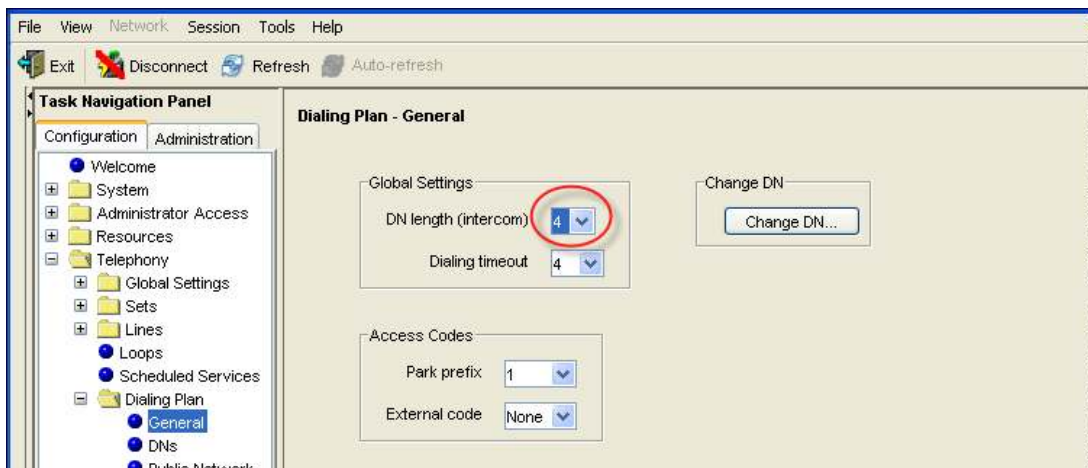 File View Network Session Tools Help
Exit Disconnect Refresh Auto-refresh
Task Navigation Panel
Configuration Administration
Welcome
System
Administrator Access
Resources
Telephony
Global Settings
Sets
Lines
Loops
Scheduled Services
Dialing Plan
General
DNs
Public Network
Dialing Plan - General
Global Settings
DN length (intercom) 4
Dialing timeout 4
Change DN
Change DN...
Access Codes
Park prefix 1
External code None